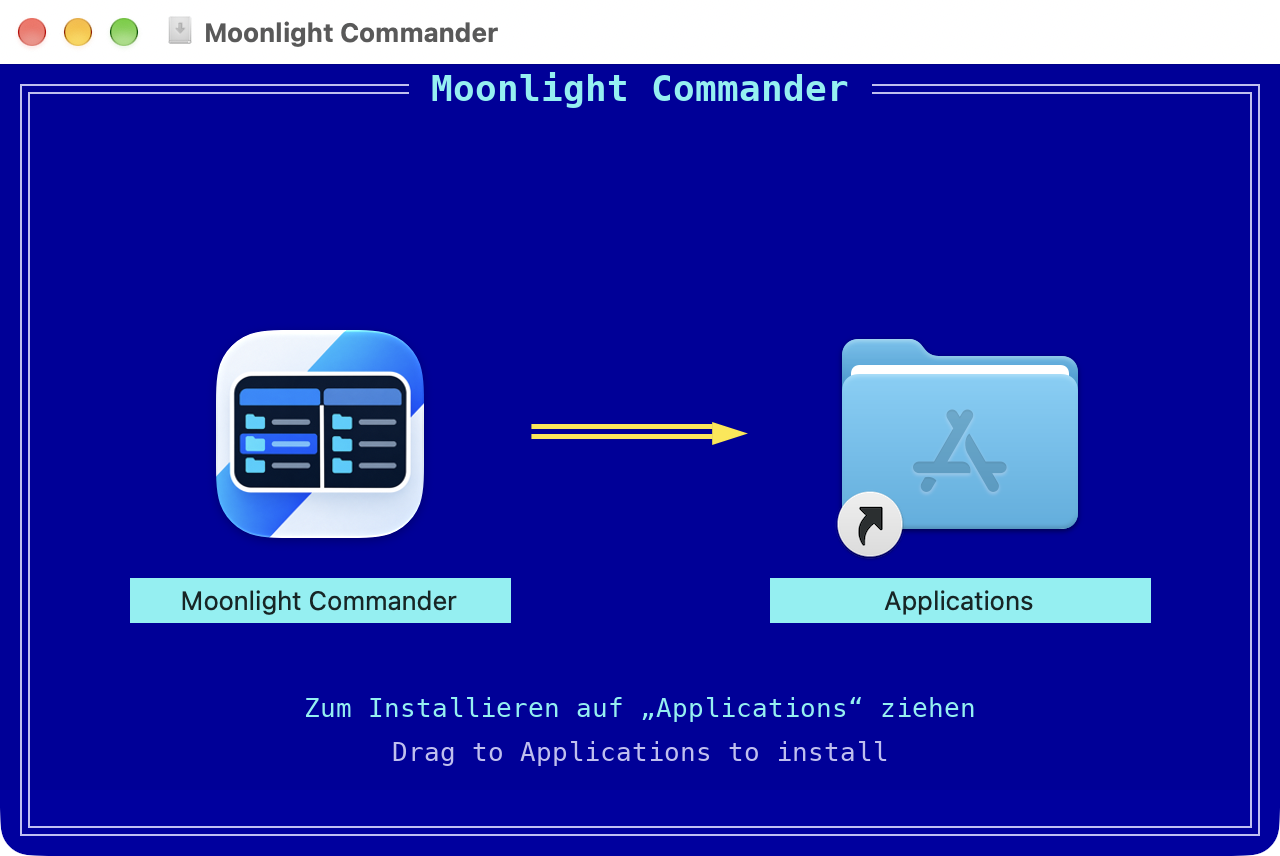 Moonlight Commander
Moonlight Commander
Moonlight Commander
Applications
Zum Installieren auf „Applications“ ziehen
Drag to Applications to install